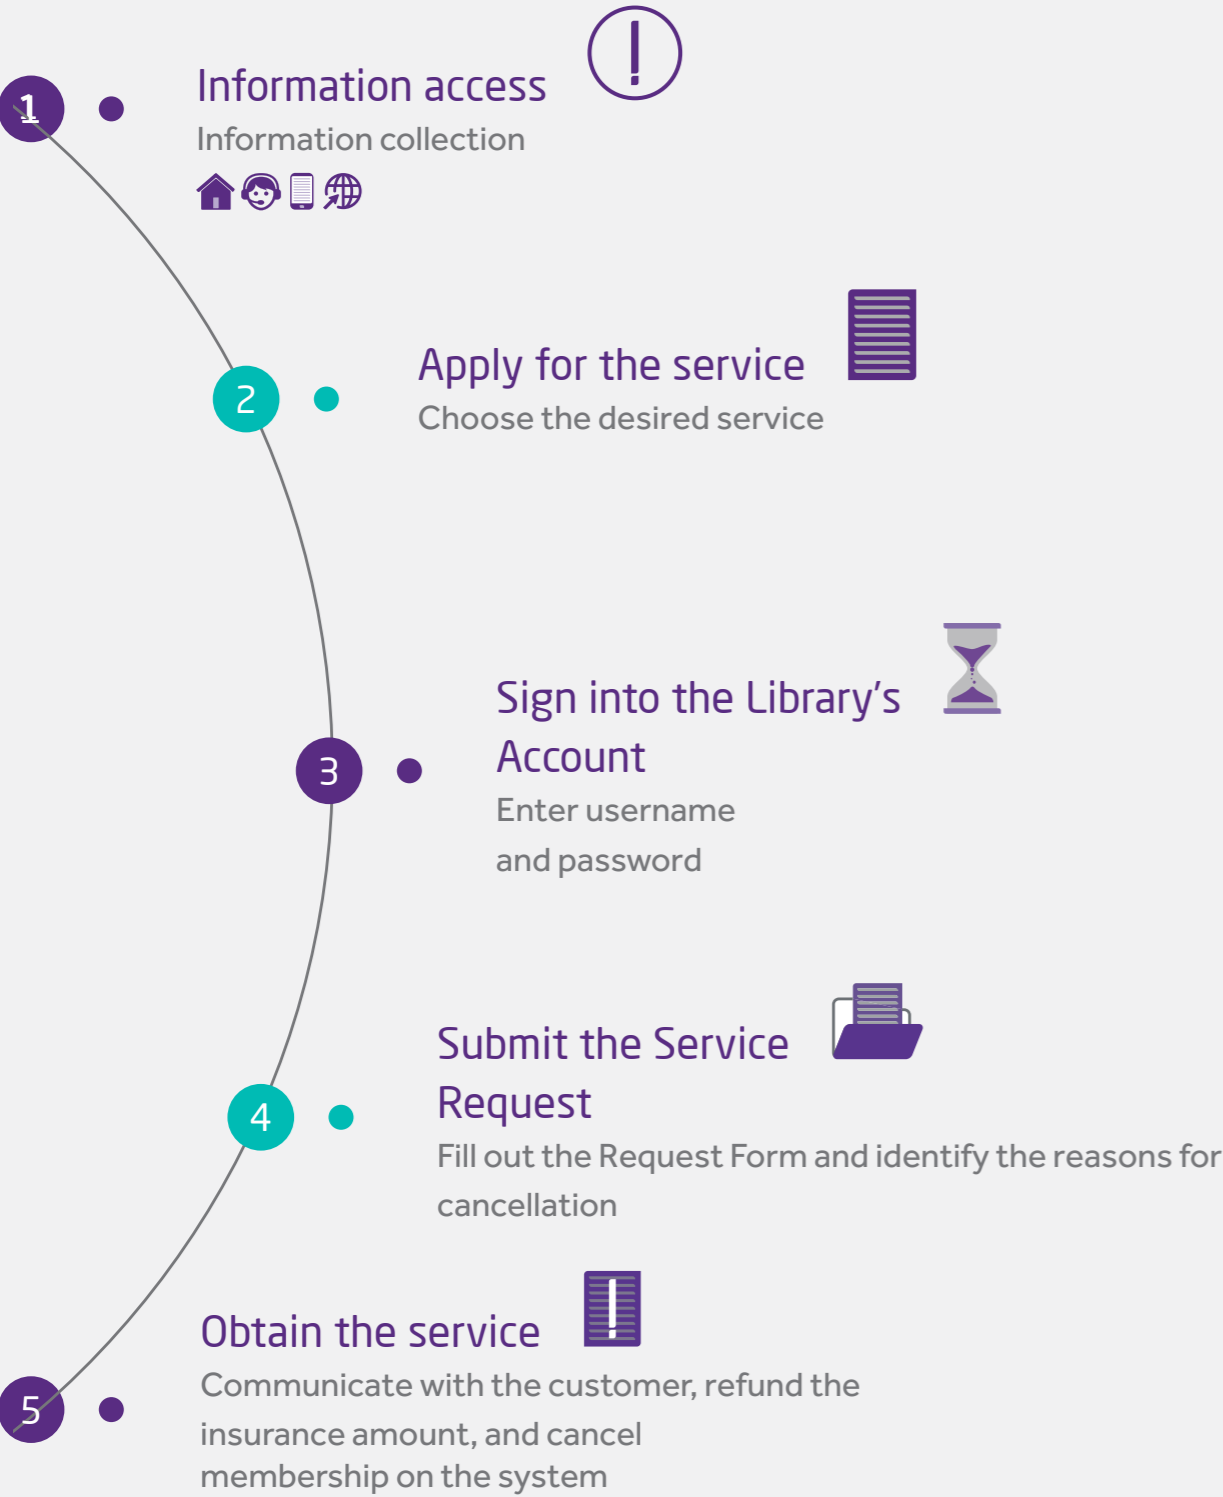 1
Information access
Information collection
2
Apply for the service
Choose the desired service
3
Sign into the Library’s
Account
Enter username
and password
4
Submit the Service
Request
Fill out the Request Form and identify the reasons for
cancellation
5
Obtain the service
Communicate with the customer, refund the
insurance amount, and cancel
membership on the system